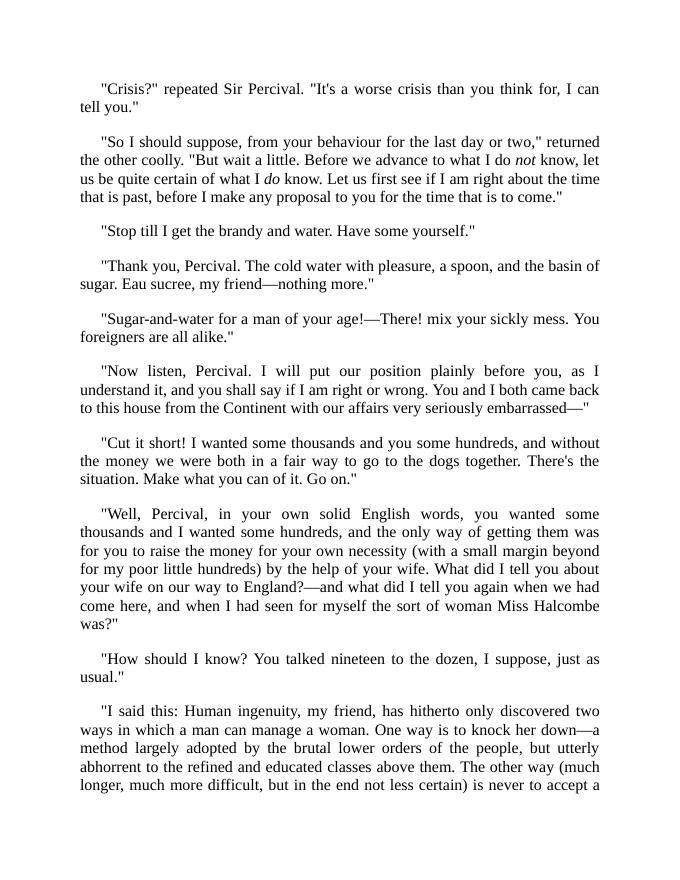 "Crisis?" repeated Sir Percival. "It's a worse crisis than you think for, I can
tell you."
"So I should suppose, from your behaviour for the last day or two," returned
the other coolly. "But wait a little. Before we advance to what I do not know, let
us be quite certain of what I do know. Let us first see if I am right about the time
that is past, before I make any proposal to you for the time that is to come."
"Stop till I get the brandy and water. Have some yourself."
"Thank you, Percival. The cold water with pleasure, a spoon, and the basin of
sugar. Eau sucree, my friend—nothing more."
"Sugar-and-water for a man of your age!—There! mix your sickly mess. You
foreigners are all alike."
"Now listen, Percival. I will put our position plainly before you, as I
understand it, and you shall say if I am right or wrong. You and I both came back
to this house from the Continent with our affairs very seriously embarrassed—"
"Cut it short! I wanted some thousands and you some hundreds, and without
the money we were both in a fair way to go to the dogs together. There's the
situation. Make what you can of it. Go on."
"Well, Percival, in your own solid English words, you wanted some
thousands and I wanted some hundreds, and the only way of getting them was
for you to raise the money for your own necessity (with a small margin beyond
for my poor little hundreds) by the help of your wife. What did I tell you about
your wife on our way to England?—and what did I tell you again when we had
come here, and when I had seen for myself the sort of woman Miss Halcombe
was?"
"How should I know? You talked nineteen to the dozen, I suppose, just as
usual."
"I said this: Human ingenuity, my friend, has hitherto only discovered two
ways in which a man can manage a woman. One way is to knock her down—a
method largely adopted by the brutal lower orders of the people, but utterly
abhorrent to the refined and educated classes above them. The other way (much
longer, much more difficult, but in the end not less certain) is never to accept a